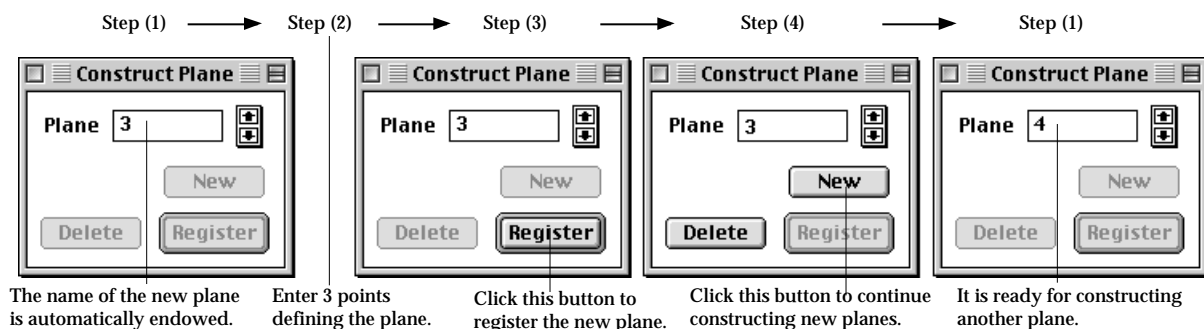 Step (1) Step (2) Step (3) Step (4) Step (1)
Construct Plane
Plane 3
New
Delete Register
The name of the new plane
is automatically endowed.
Enter 3 points
defining the plane.
Construct Plane
Plane 3
New
Delete Register
Click this button to
register the new plane.
Construct Plane
Plane 3
New
Delete Register
Click this button to continue
constructing new planes.
Construct Plane
Plane 4
New
Delete Register
It is ready for constructing
another plane.